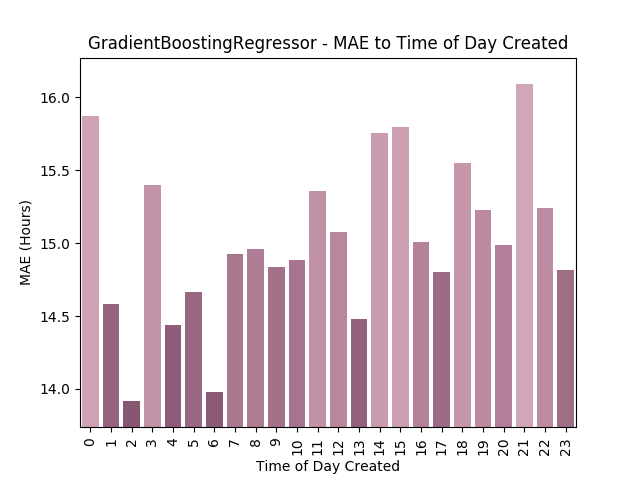 GradientBoostingRegressor - MAE to Time of Day Created
MAE (Hours)
16.0
15.5
15.0
14.5
14.0
0 1 2 3 4 5 6 7 8 9 10 11 12 13 14 15 16 17 18 19 20 21 22 23
Time of Day Created